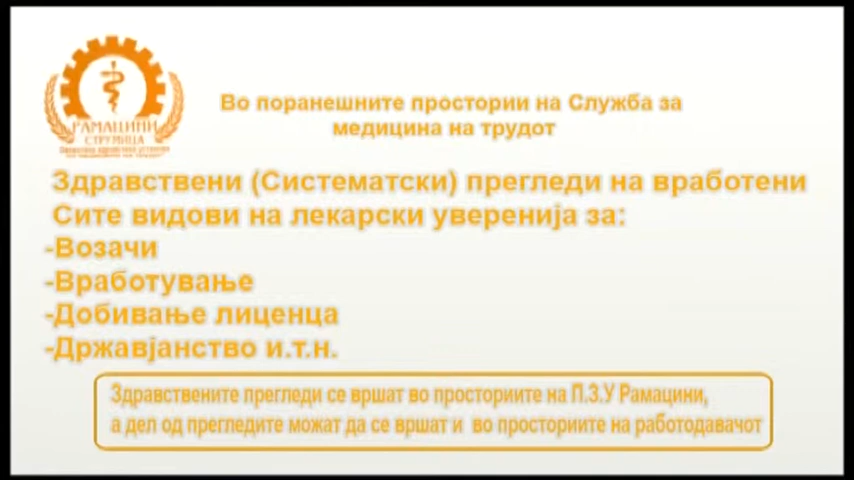 РАМАЦИНИ
СТРУМИЦА
Во поранешните простории на Служба за
медицина на трудот
Здравствени (Систематски) прегледи на вработени
Сите видови на лекарски уверенија за:
-Возачи
-Вработување
-Добивање лиценца
-Државјанство и.т.н.
Здравствените прегледи се вршат во просториите на П.З.У Рамацини,
а дел од прегледите можат да се вршат и во просториите на работодавачот